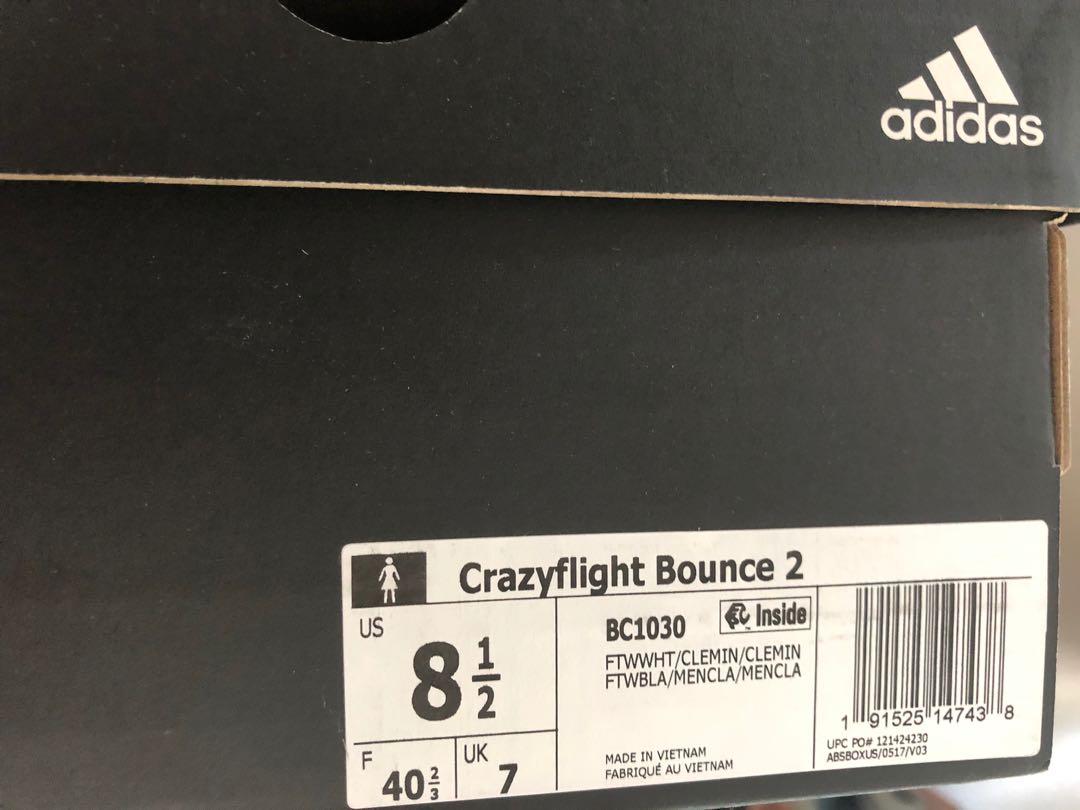 adidas
Crazyflight Bounce 2
US
8 1/2
F
40 2/3
UK
7
BC1030
Inside
FTWWHT/CLEMIN/CLEMIN
FTWBLA/MENCLA/MENCLA
MADE IN VIETNAM
FABRIQUÉ AU VIETNAM
1 91525 14743 8
UPC PO# 121424230
ABSBOXUS/0517/V03